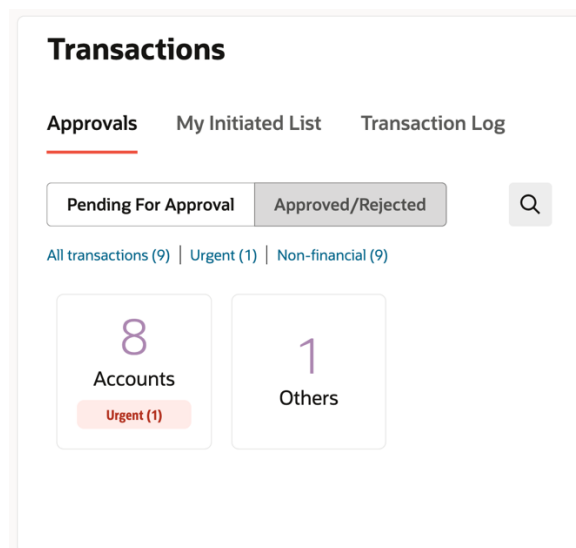 Transactions
Approvals My Initiated List Transaction Log
Pending For Approval Approved/Rejected
All transactions (9) | Urgent (1) | Non-financial (9)
8
Accounts
Urgent (1)
1
Others